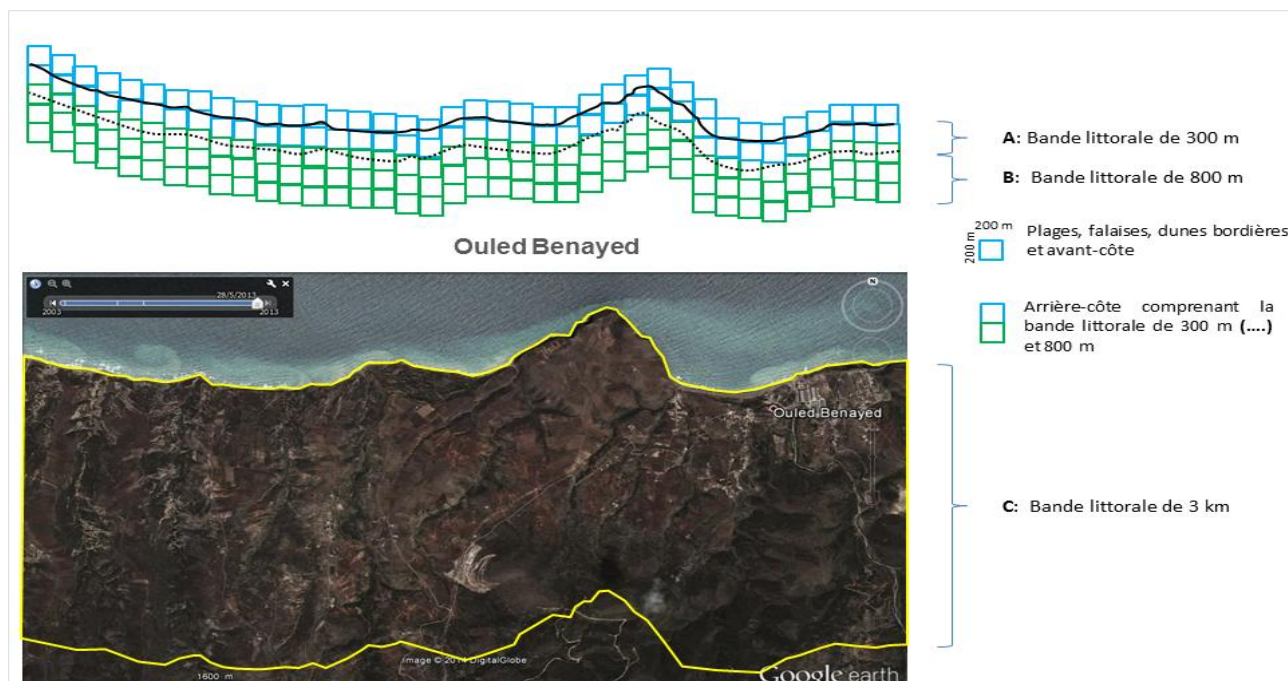 A: Bande littorale de 300 m
B: Bande littorale de 800 m
200 m
200 m
Plages, falaises, dunes bordières
et avant-côte
Ouled Benayed
Arrière-côte comprenant la
bande littorale de 300 m (....)
et 800 m
28/5/2013
2003
2013
N
Ouled Benayed
C: Bande littorale de 3 km
Image © 2014 DigitalGlobe
1600 m
Google earth